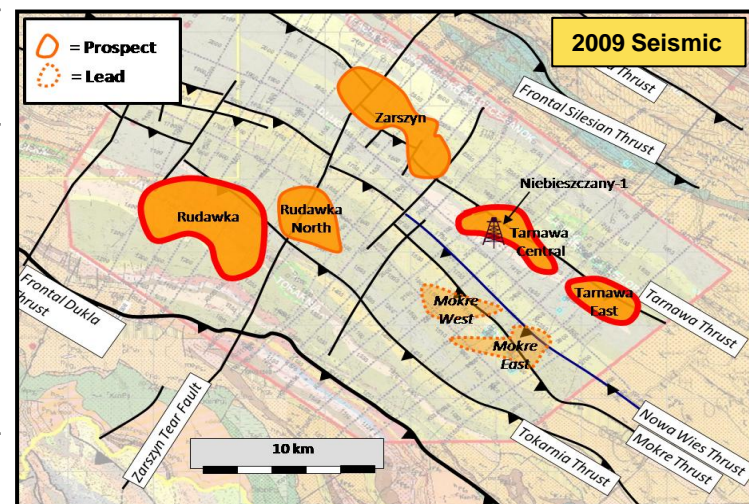 2009 Seismic
= Prospect
= Lead
Thrust
Frontal Silesian Thrust
Zarszyn
Niebieszczany-1
Rudawka
Rudawka
North
Tarnawa
Central
Tarnawa
East
Mokre
West
Mokre
East
Tarnawa Thrust
Frontal Dukla
Thrust
Zarszyn Tear Fault
10 km
Nowa Wies Thrust
Mokre Thrust
Tokarnia Thrust